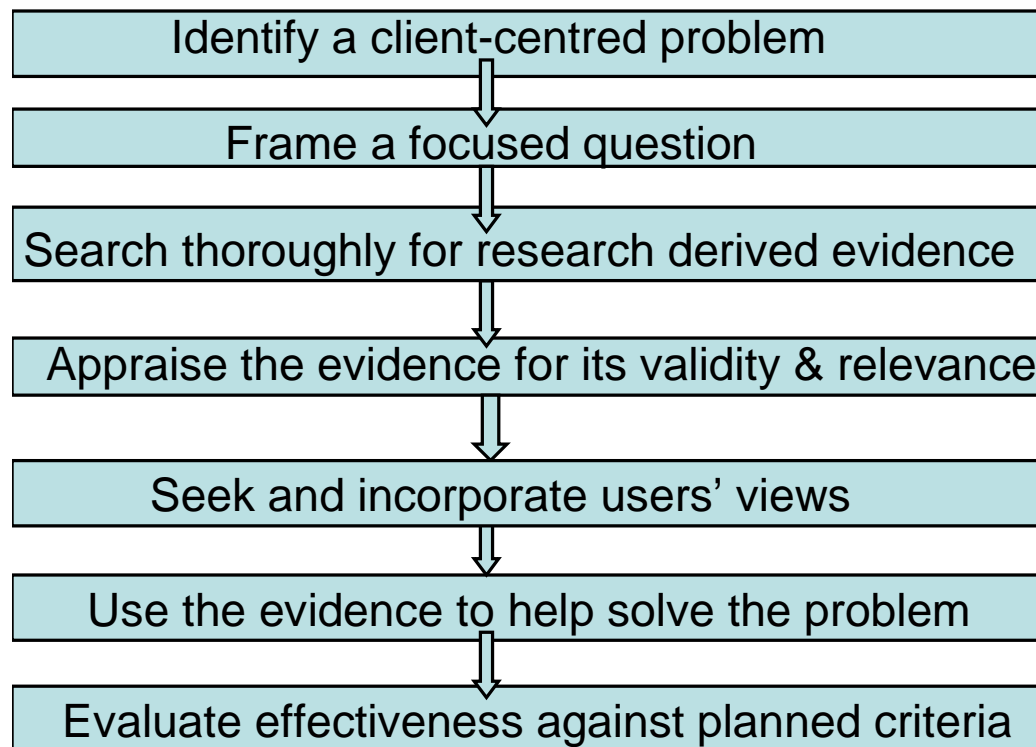 Identify a client-centred problem
Frame a focused question
Search thoroughly for research derived evidence
Appraise the evidence for its validity & relevance
Seek and incorporate users’ views
Use the evidence to help solve the problem
Evaluate effectiveness against planned criteria